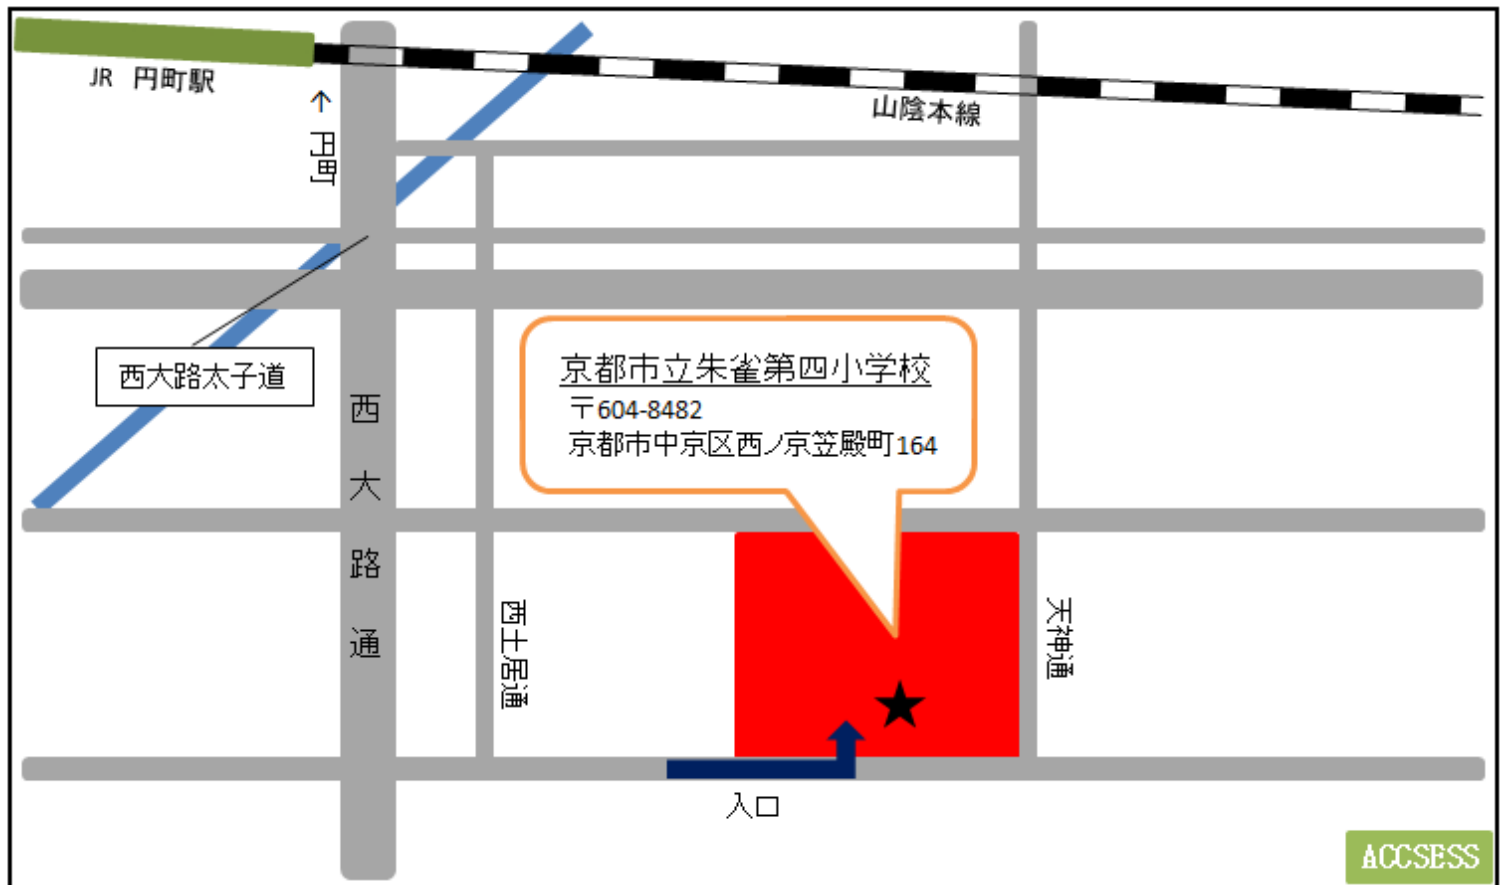 JR 円町駅
↑円町
山陰本線
西大路太子道
京都市立朱雀第四小学校
〒604-8482
京都市中京区西ノ京笠殿町164
西大路通
西土居通
天神通
入口
ACCSESS